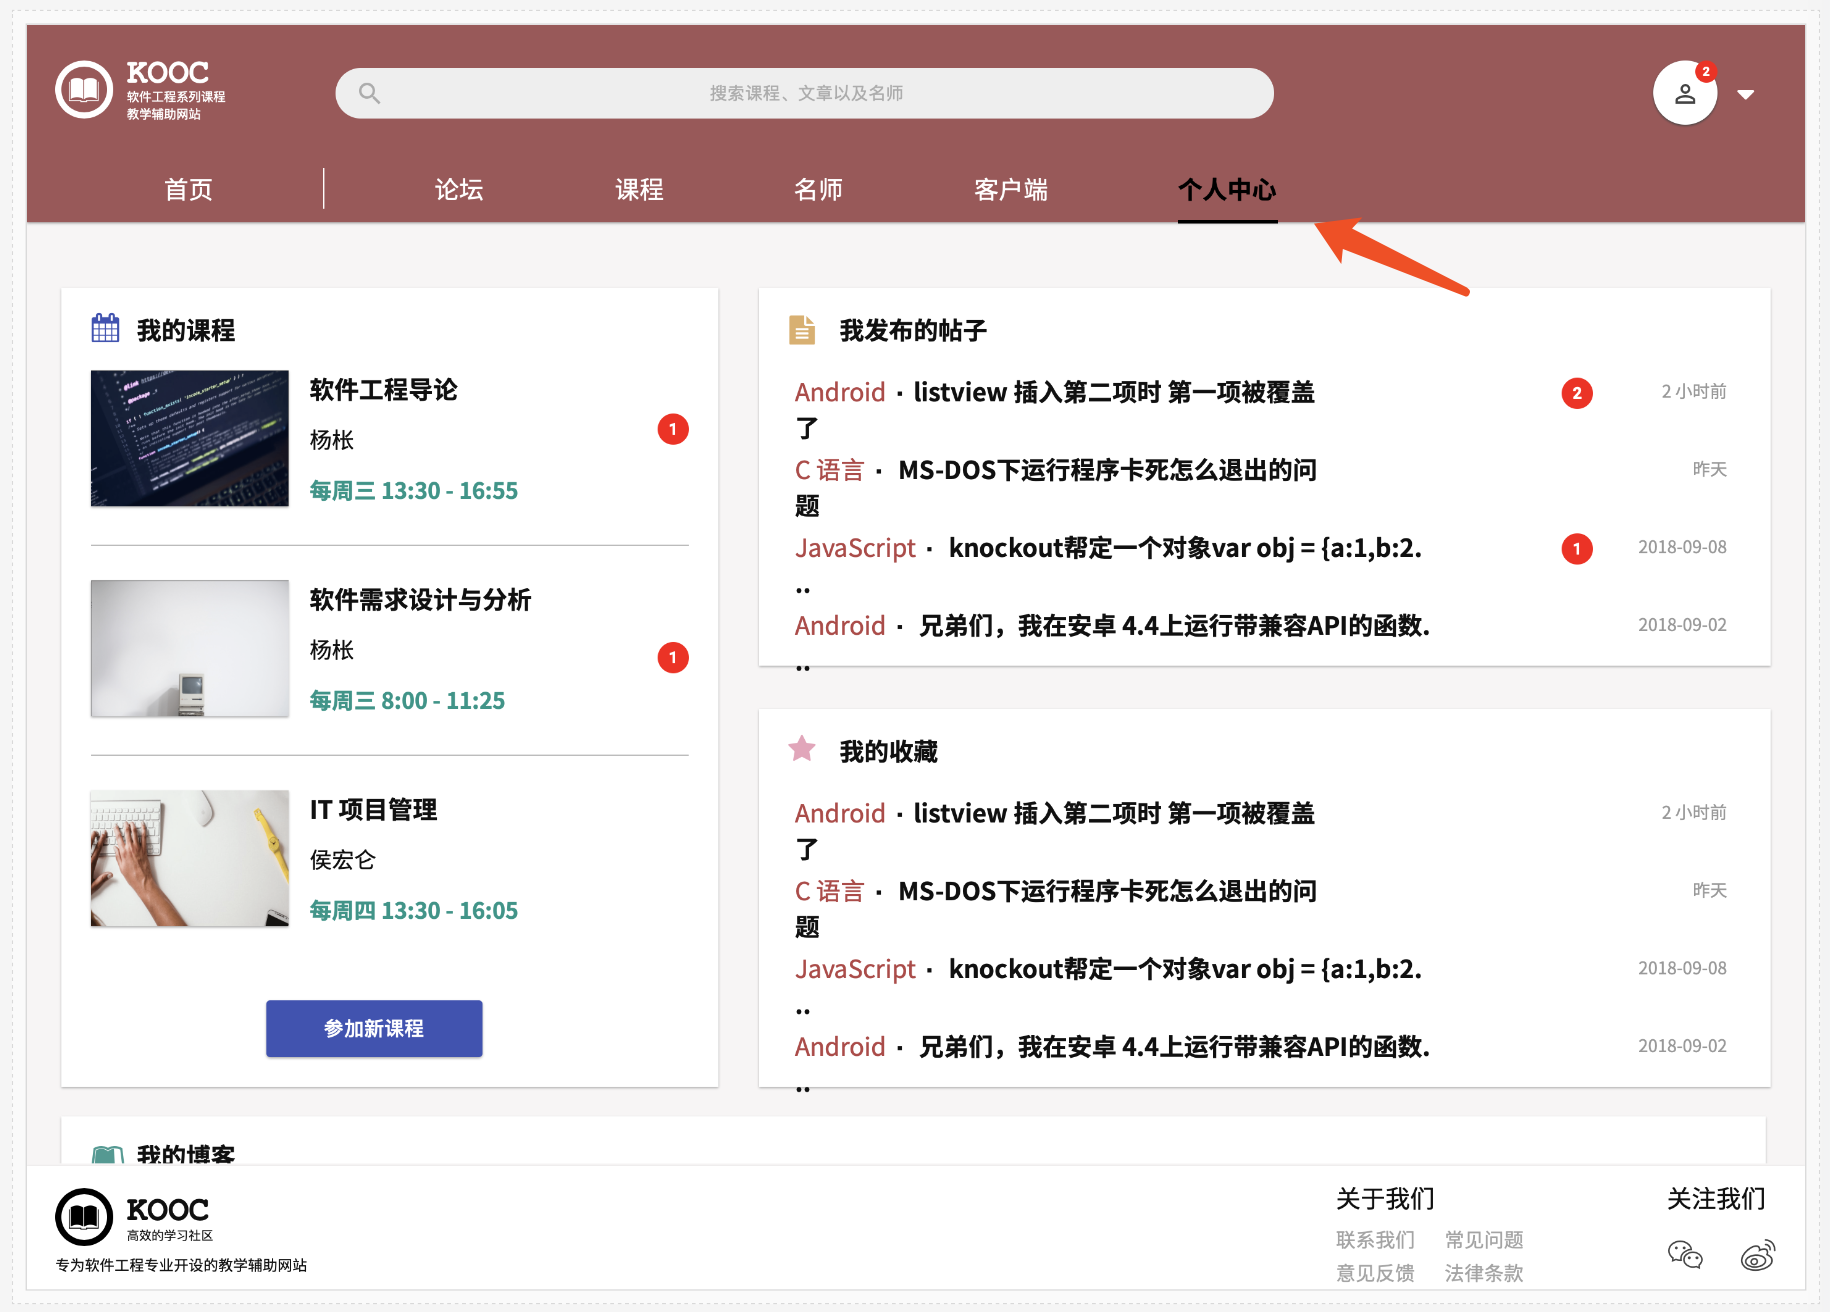 KOOC
软件工程系列课程
教学辅助网站
搜索课程、文章以及名师
2
首页
论坛
课程
名师
客户端
个人中心
我的课程
软件工程导论
杨枨
1
每周三 13:30 - 16:55
软件需求设计与分析
杨枨
1
每周三 8:00 - 11:25
IT 项目管理
侯宏仑
每周四 13:30 - 16:05
参加新课程
我发布的帖子
Android · listview 插入第二项时 第一项被覆盖
了
2
2 小时前
C 语言 · MS-DOS下运行程序卡死怎么退出的问
题
昨天
JavaScript · knockout帮定一个对象var obj = {a:1,b:2.
..
1
2018-09-08
Android · 兄弟们，我在安卓 4.4上运行带兼容API的函数.
..
2018-09-02
我的收藏
Android · listview 插入第二项时 第一项被覆盖
了
2 小时前
C 语言 · MS-DOS下运行程序卡死怎么退出的问
题
昨天
JavaScript · knockout帮定一个对象var obj = {a:1,b:2.
..
2018-09-08
Android · 兄弟们，我在安卓 4.4上运行带兼容API的函数.
..
2018-09-02
我的博客
KOOC
高效的学习社区
专为软件工程专业开设的教学辅助网站
关于我们
联系我们 常见问题
意见反馈 法律条款
关注我们